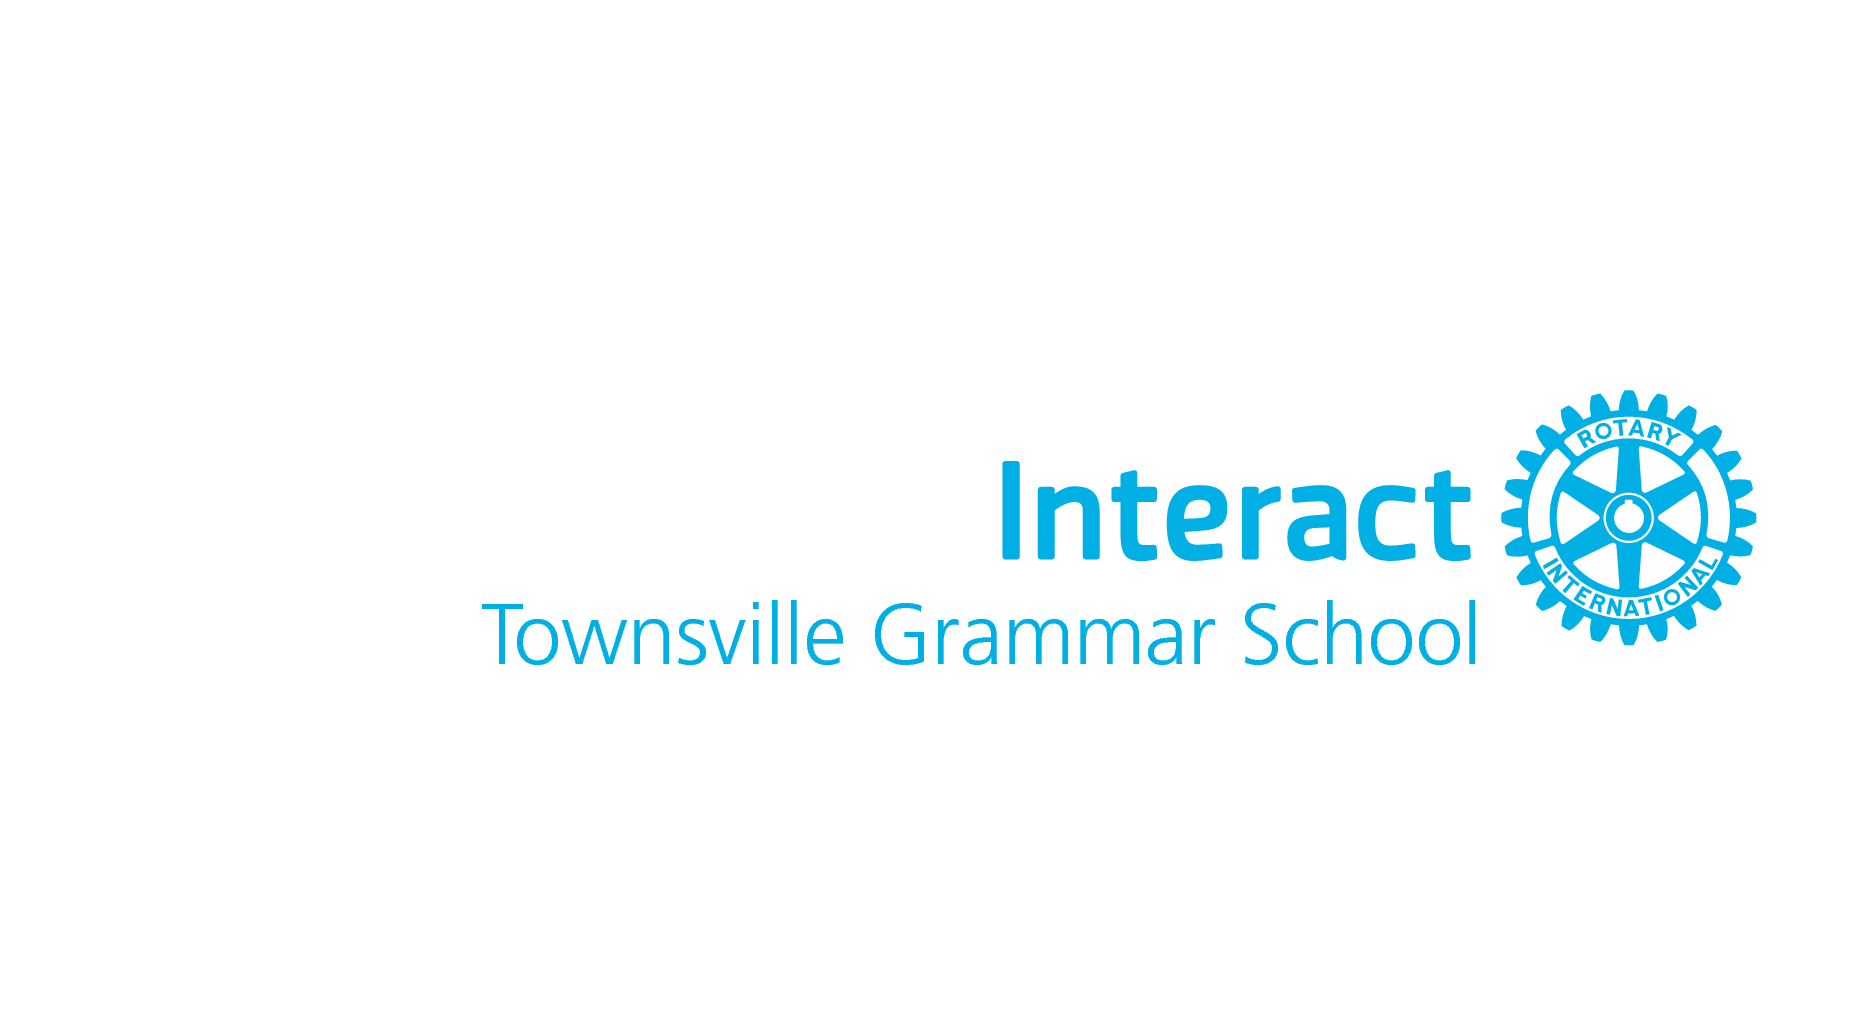 Interact
Townsville Grammar School
ROTARY
INTERNATIONAL